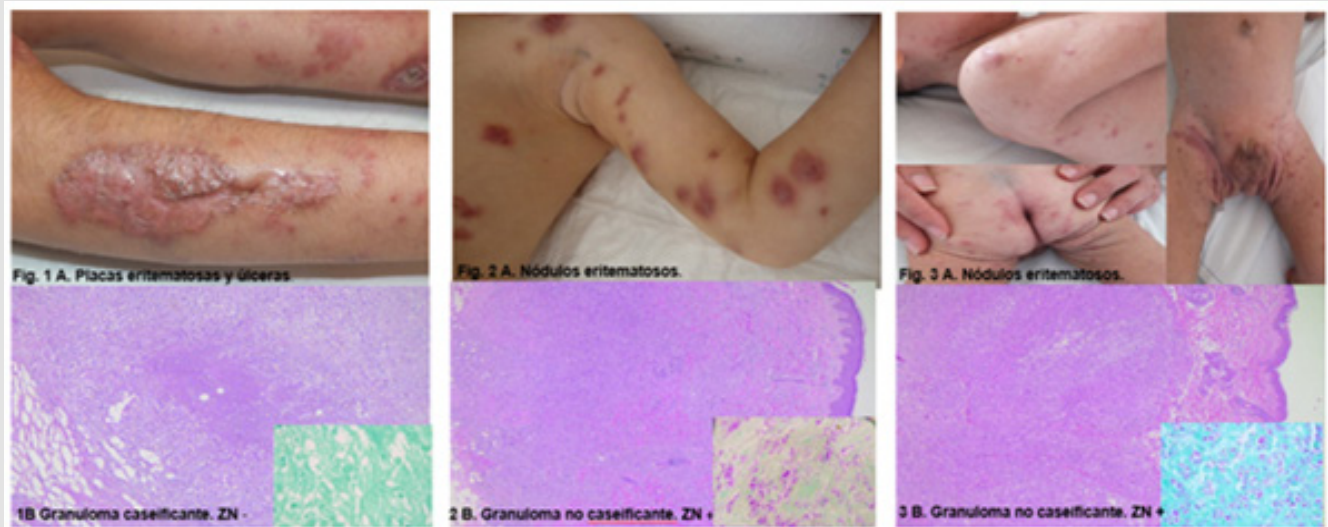 Fig. 1 A. Placas eritematosas y úlceras
Fig. 2 A. Nódulos eritematosos.
Fig. 3 A. Nódulos eritematosos.
1B Granuloma caseificante. ZN -
2 B. Granuloma no caseificante. ZN +
3 B. Granuloma no caseificante. ZN +